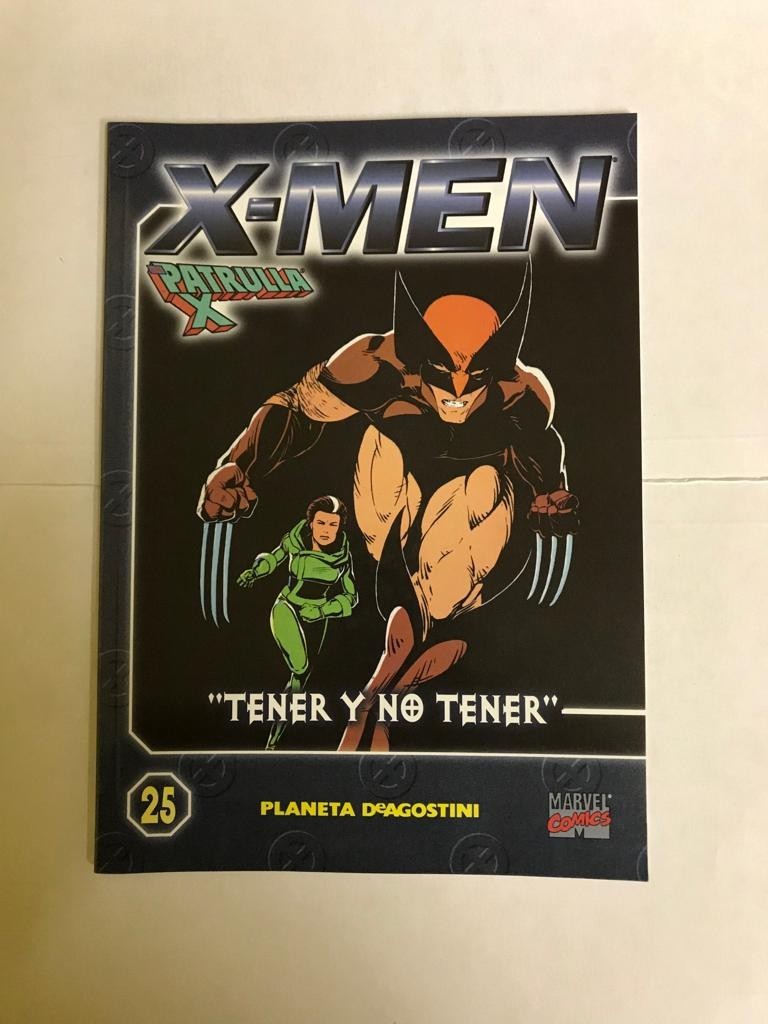 X-MEN
PATRULLA
X
"TENER Y NO TENER"
25
PLANETA DeAGOSTINI
MARVEL
COMICS
M